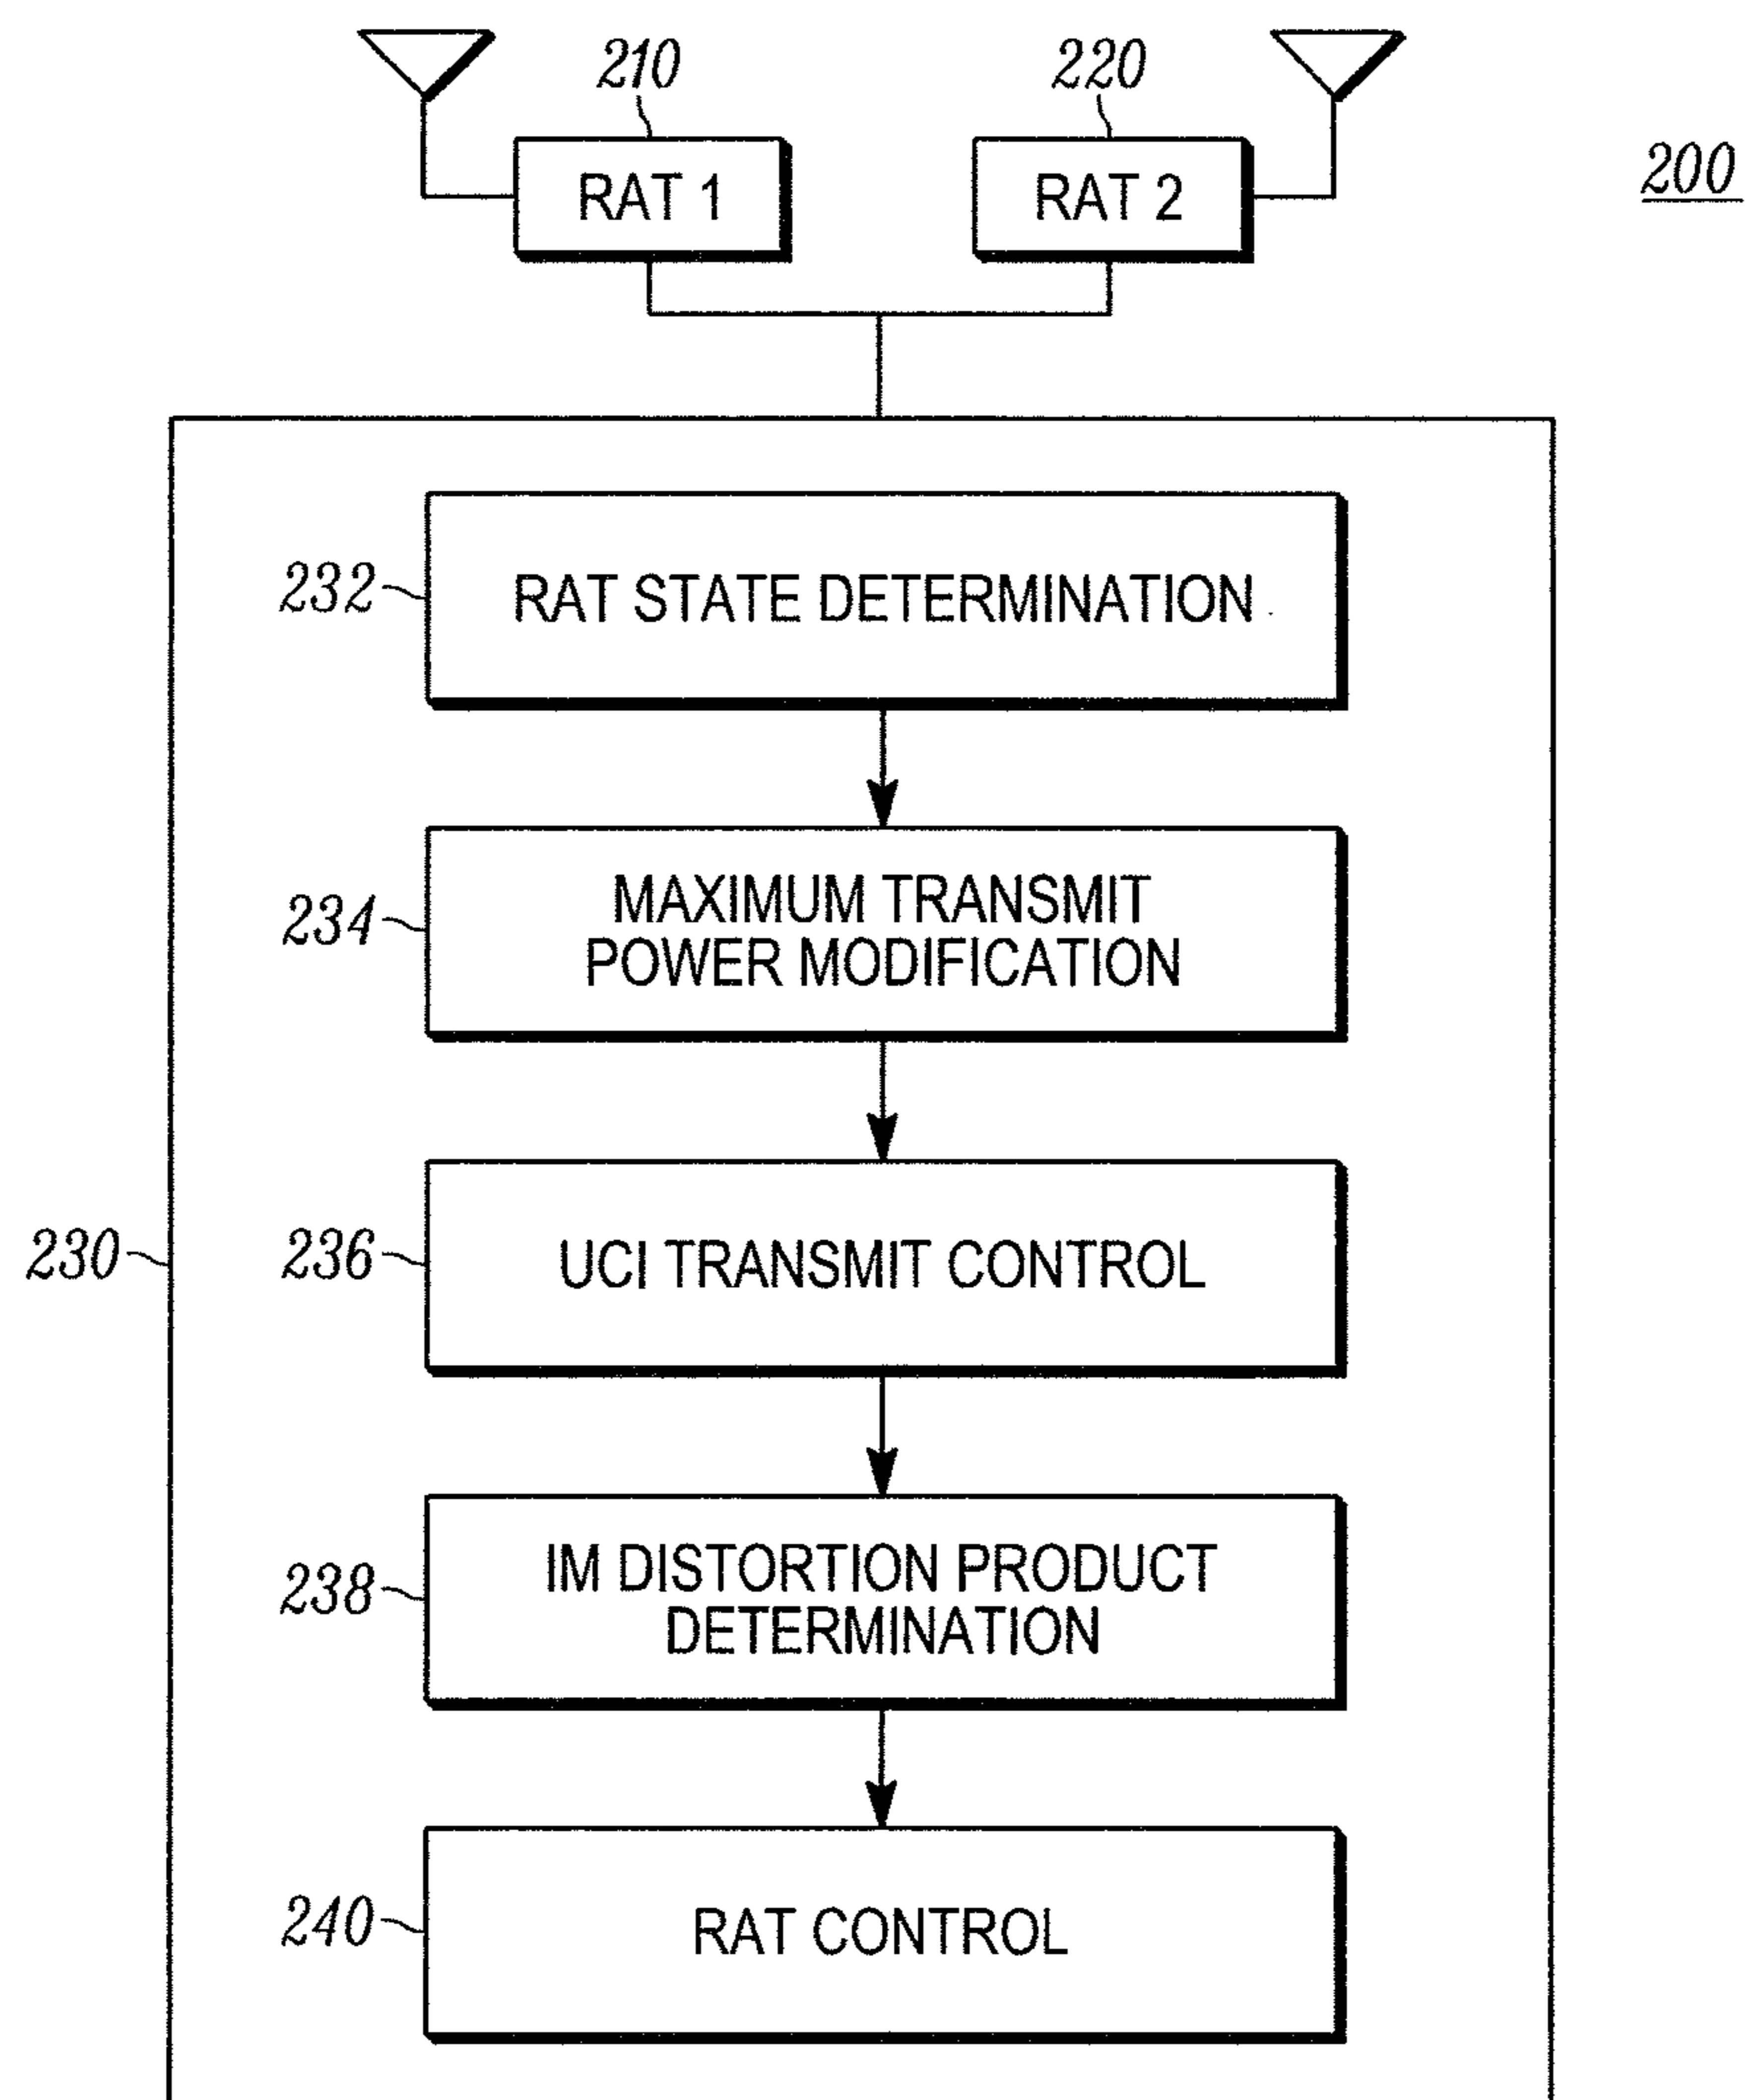 210
220
200
RAT 1
RAT 2
232
RAT STATE DETERMINATION
234
MAXIMUM TRANSMIT
POWER MODIFICATION
230
236
UCI TRANSMIT CONTROL
238
IM DISTORTION PRODUCT
DETERMINATION
240
RAT CONTROL